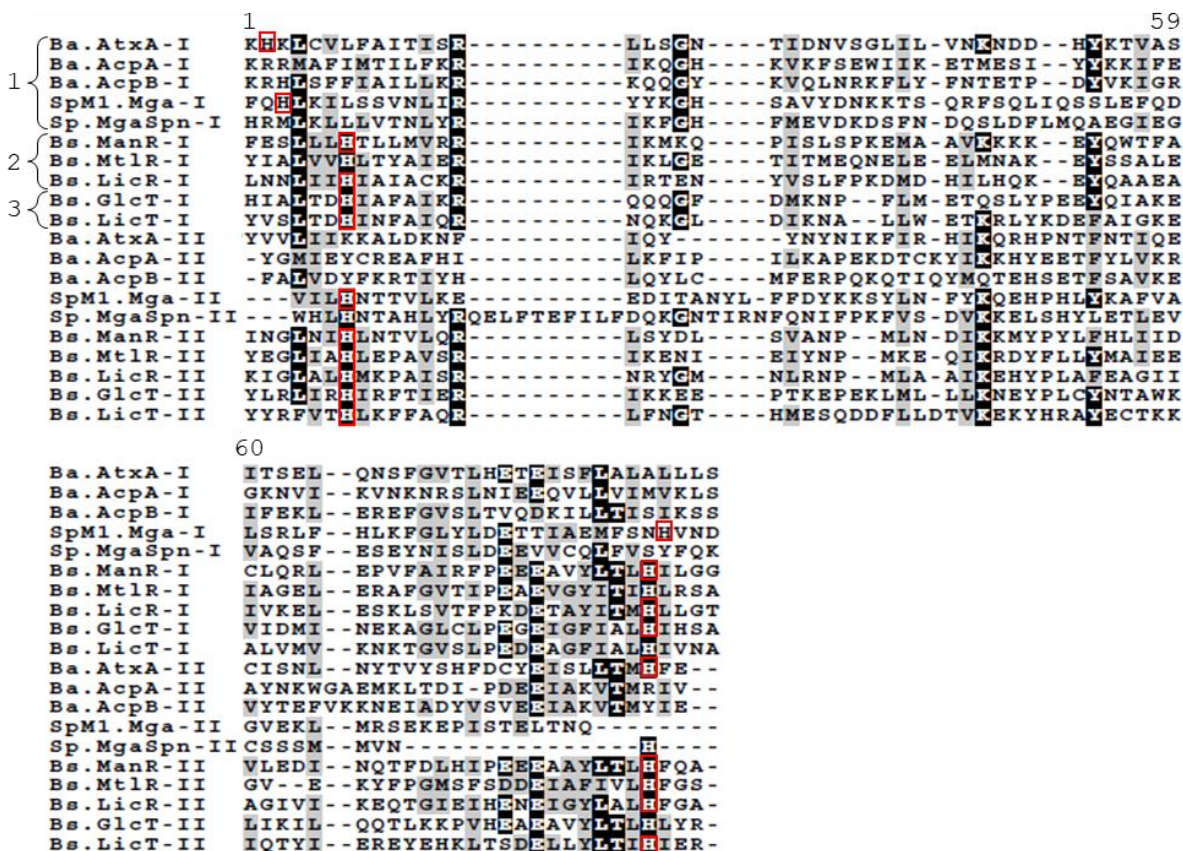 1 59
1 Ba.AtxA-I KHKLCVLFAITISR----------LLSGN----TIDNVSGLIL-VNKNDD--HYKTVAS
Ba.AcpA-I KRRMAFIMTILFKR----------IKQGH----KVKFSEWIIK-ETMESI--YYKKIFE
Ba.AcpB-I KRHLSFFIAILLKR----------KQQGY----KVQLNRKFLY-FNTETP--DYVKIGR
SpM1.Mga-I FQHLKILSSVNLIR----------YYKGH----SAVYDNKKTS-QRFSQLIQSSLEFQD
Sp.MgaSpn-I HRMLKLLLVTNLYR----------IKFGH----FMEVDKDSFN-DQSLDFLMQAEGIEG
2 Bs.ManR-I FESLLLHTLLMVFR----------IKMKQ----PISLSPKEMA-AVKKKK--EYQWTFA
Bs.MtlR-I YIALVVHLTYAIER----------IKLGE----TITMEQNELE-ELMNAK--EYSSALE
Bs.LicR-I LNNLIIHIAIACKR----------IRTEN----YVSLFPKDMD-HILHQK--EYQAAEA
3 Bs.GlcT-I HIALTDHIAFAIKR----------QQQGF----DMKNP--FLM-ETQSLYPEEYQIAKE
Bs.LicT-I YVSLTDHINFAIQR----------NQKGL----DIKNA--LLW-ETKRLYKDEFAIGKE
Ba.AtxA-II YVVLIIKKALDKNF----------IQY-------YNYNIKFIR-HIKQRHPNTFNTIQE
Ba.AcpA-II -YGMIEYCREAFHI----------LKFIP----ILKAPEKDTCKYIKKHYEETFYLVKR
Ba.AcpB-II -FALVDYFKRTIYH----------LQYLC----MFERPQKQTIQYMQTEHSETFSAVKE
SpM1.Mga-II ---VILHNTTVLKE----------EDITANYL-FFDYKKSYLN-FYKQEHPHLYKAFVA
Sp.MgaSpn-II ---WHLHNTAHLYRQELFTEFILFDQKGNTIRNFQNIFPKFVS-DVKKELSHYLETLEV
Bs.ManR-II INGLNIHLNTVLQR----------LSYDL----SVANP--MLN-DIKKMYPYLFHLIID
Bs.MtlR-II YEGLIAHLEPAVSR----------IKENI----EIYNP--MKE-QIKRDYFLLYMAIEE
Bs.LicR-II KIGLALHMKPAISR----------NRYGM----NLRNP--MLA-AIKEHYPLAFEAGII
Bs.GlcT-II YLRLIRHIRFTIER----------IKKEE----PTKEPEKLML-LLKNEYPLCYNTAWK
Bs.LicT-II YYRFVTHLKFFAQR----------LFNGT----HMESQDDFLLDTVKEKYHRAYECTKK
60
Ba.AtxA-I ITSEL--QNSFGVTLHETEISFLALALLLS
Ba.AcpA-I GKNVI--KVNKNRSLNIEEQVLLVIMVKLS
Ba.AcpB-I IFEKL--EREFGVSLTVQDKILLTISIKSS
SpM1.Mga-I LSRLF--HLKFGLYLDETTIAEMFSNHVND
Sp.MgaSpn-I VAQSF--ESEYNISLDEEVVCQLFVSYFQK
Bs.ManR-I CLQRL--EPVFAIRFPEEEAVYLTLHILGG
Bs.MtlR-I IAGEL--ERAFGVTIPEAEVGYITIHLRSA
Bs.LicR-I IVKEL--ESKLSVTFPKDETAYITMHLLGT
Bs.GlcT-I VIDMI--NEKAGLCLPEGEIGFIALHIHSA
Bs.LicT-I ALVMV--KNKTGVSLPEDEAGFIALHIVNA
Ba.AtxA-II CISNL--NYTVYSHFDCYEISLLTMHFE--
Ba.AcpA-II AYNKWGAEMKLTDI-PDEEIAKVTMRIV--
Ba.AcpB-II VYTEFVKKNEIADYVSVEEIAKVTMYIE--
SpM1.Mga-II GVEKL--MRSEKEPISTELTNQ--------
Sp.MgaSpn-II CSSSM--MVN---------------H----
Bs.ManR-II VLEDI--NQTFDLHIPEEEAAYLTLHFQA-
Bs.MtlR-II GV--E--KYFPGMSFSDDEIAFIVLHFGS-
Bs.LicR-II AGIVI--KEQTGIEIHENEIGYLALHFGA-
Bs.GlcT-II LIKIL--QQTLKKPVHEAEAVYLTLHLYR-
Bs.LicT-II IQTYI--EREYEHKLTSDELLYLTIHIER-